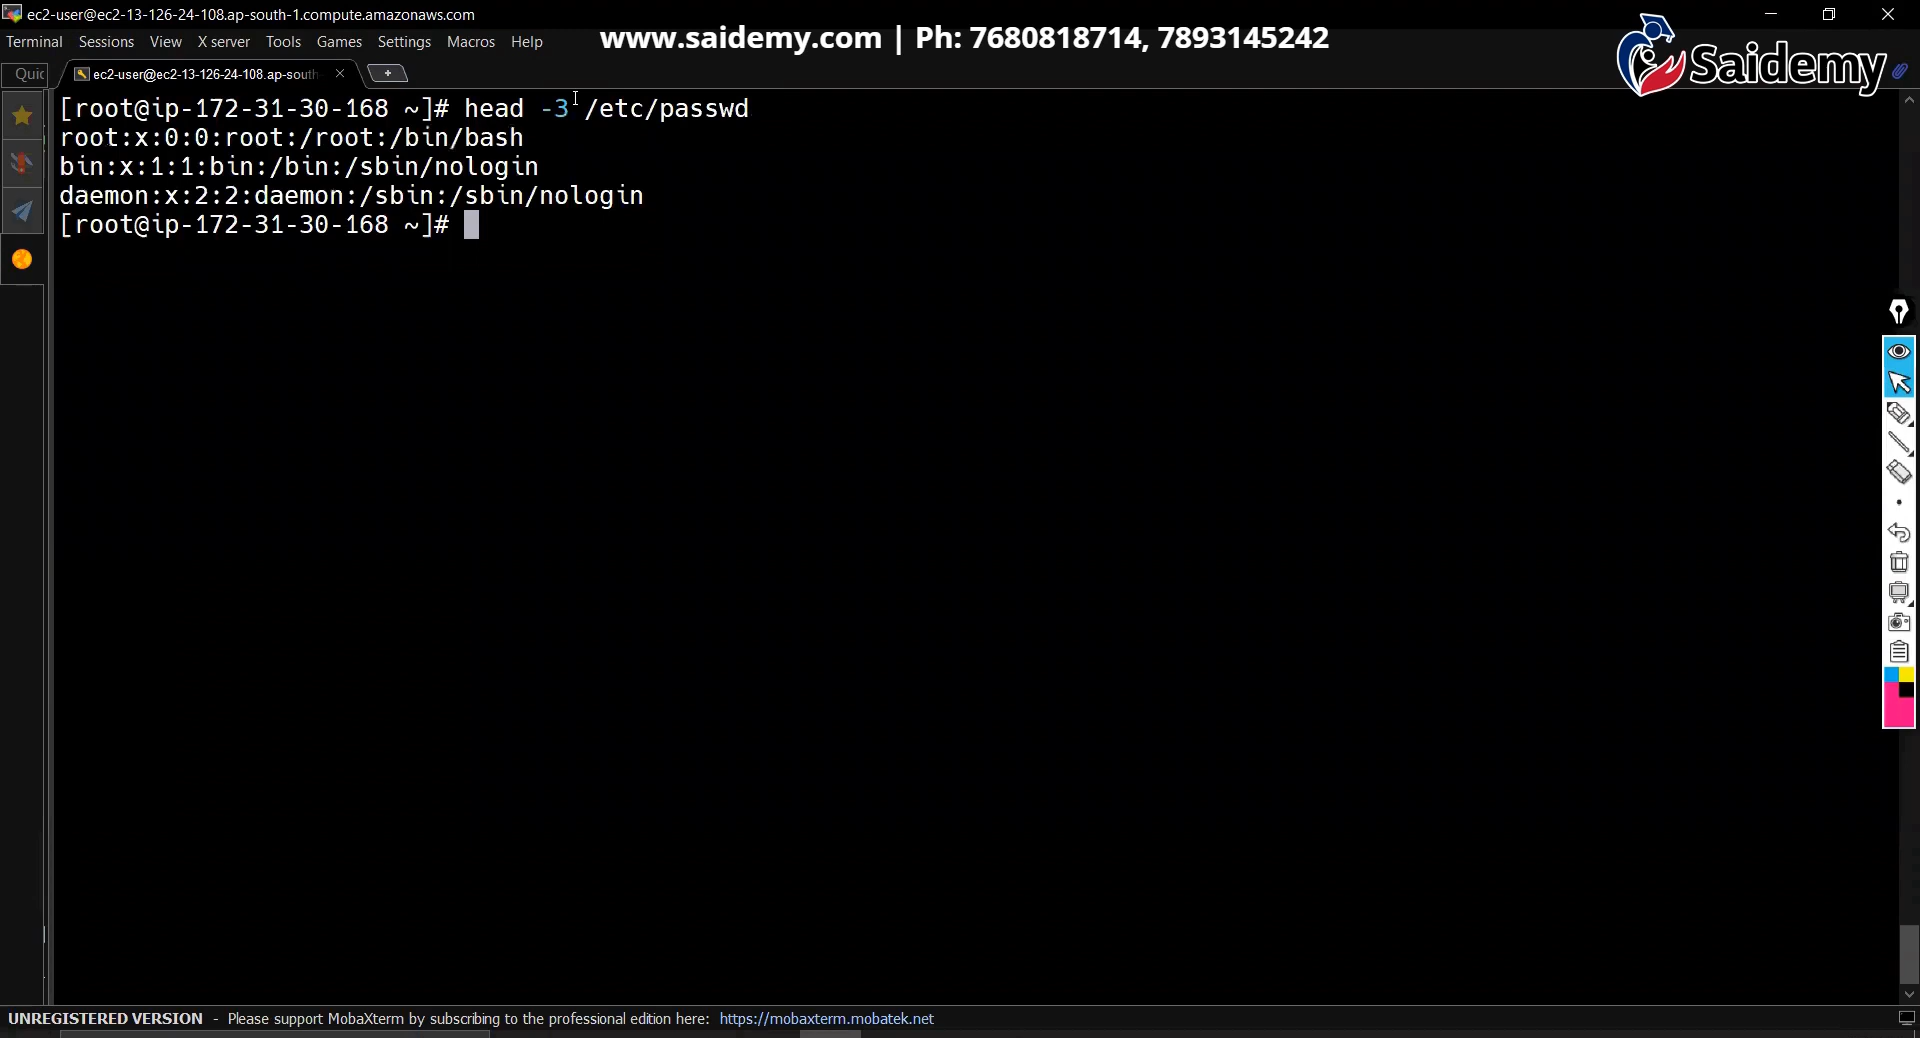 ec2-user@ec2-13-126-24-108.ap-south-1.compute.amazonaws.com
Terminal Sessions View X server Tools Games Settings Macros Help
www.saidemy.com | Ph: 7680818714, 7893145242
Saidemy
Quic
ec2-user@ec2-13-126-24-108.ap-south-
[root@ip-172-31-30-168 ~]# head -3 /etc/passwd
root:x:0:0:root:/root:/bin/bash
bin:x:1:1:bin:/bin:/sbin/nologin
daemon:x:2:2:daemon:/sbin:/sbin/nologin
[root@ip-172-31-30-168 ~]#
UNREGISTERED VERSION - Please support MobaXterm by subscribing to the professional edition here: https://mobaxterm.mobatek.net